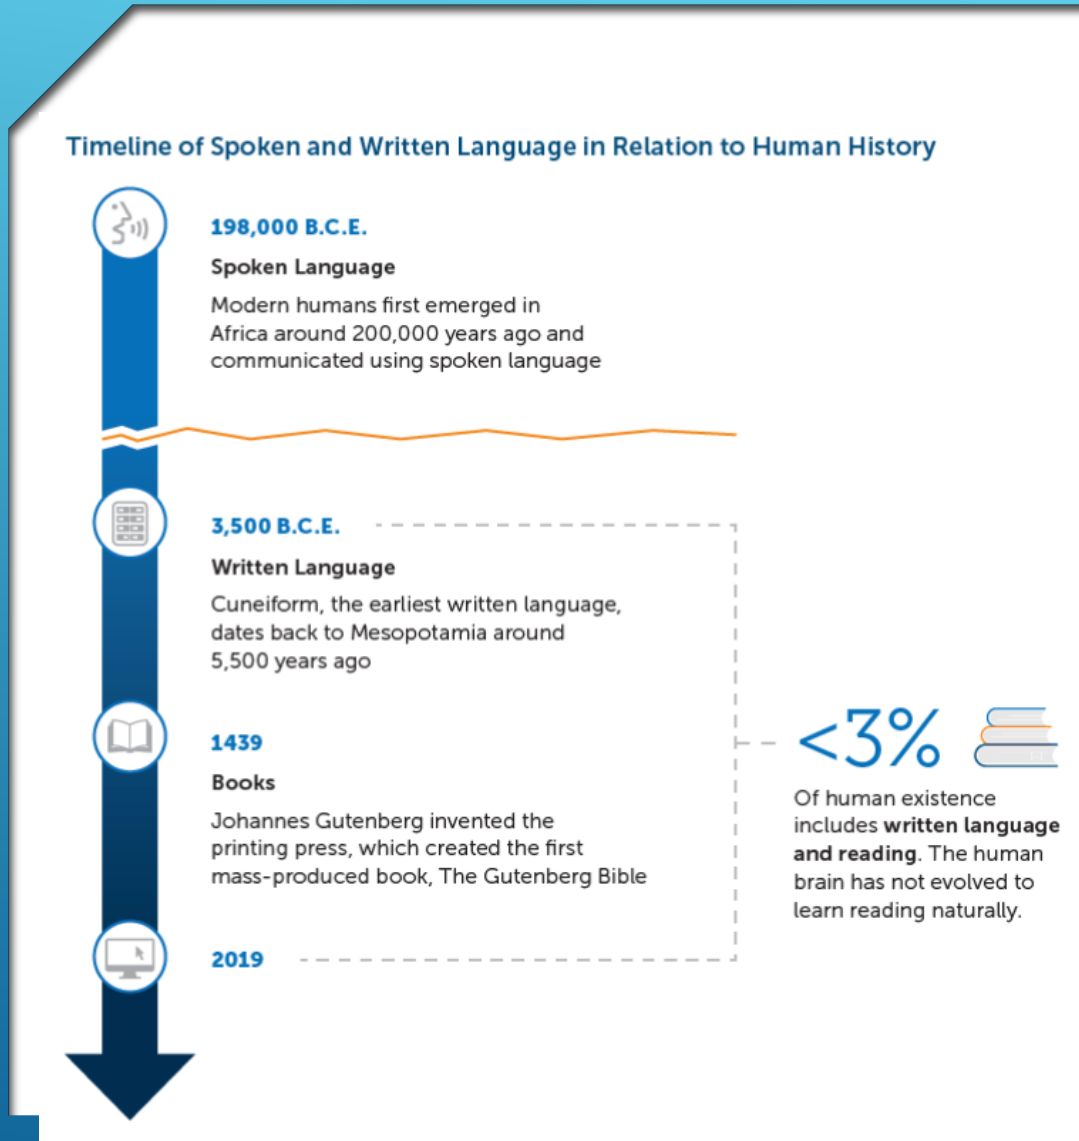 Timeline of Spoken and Written Language in Relation to Human History
198,000 B.C.E.
Spoken Language
Modern humans first emerged in
Africa around 200,000 years ago and
communicated using spoken language
3,500 B.C.E.
Written Language
Cuneiform, the earliest written language,
dates back to Mesopotamia around
5,500 years ago
1439
Books
Johannes Gutenberg invented the
printing press, which created the first
mass-produced book, The Gutenberg Bible
2019
<3%
Of human existence
includes written language
and reading. The human
brain has not evolved to
learn reading naturally.